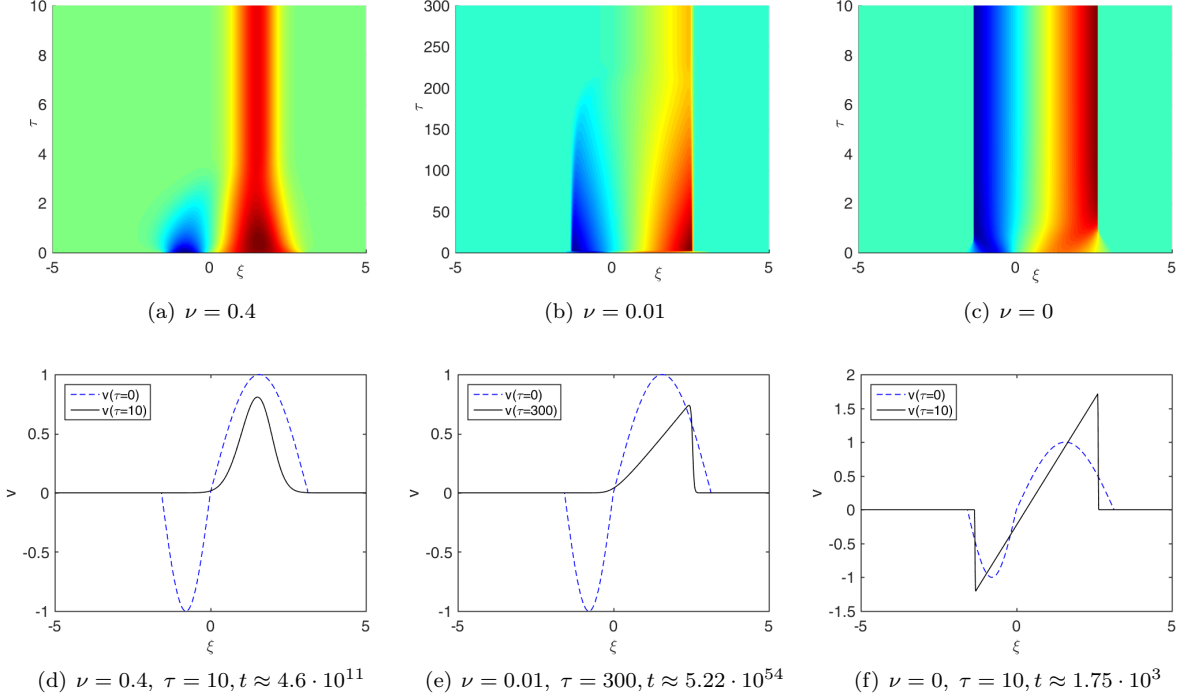 10
8
6
4
2
0
τ
-5 0 5
ξ
(a) ν = 0.4
300
250
200
150
100
50
0
τ
-5 0 5
ξ
(b) ν = 0.01
10
8
6
4
2
0
τ
-5 0 5
ξ
(c) ν = 0
1
0.5
0
-0.5
-1
v
v(τ=0)
v(τ=10)
-5 0 5
ξ
(d) ν = 0.4, τ = 10, t ≈ 4.6 · 10^11
1
0.5
0
-0.5
-1
v
v(τ=0)
v(τ=300)
-5 0 5
ξ
(e) ν = 0.01, τ = 300, t ≈ 5.22 · 10^54
2
1.5
1
0.5
0
-0.5
-1
-1.5
v
v(τ=0)
v(τ=10)
-5 0 5
ξ
(f) ν = 0, τ = 10, t ≈ 1.75 · 10^3